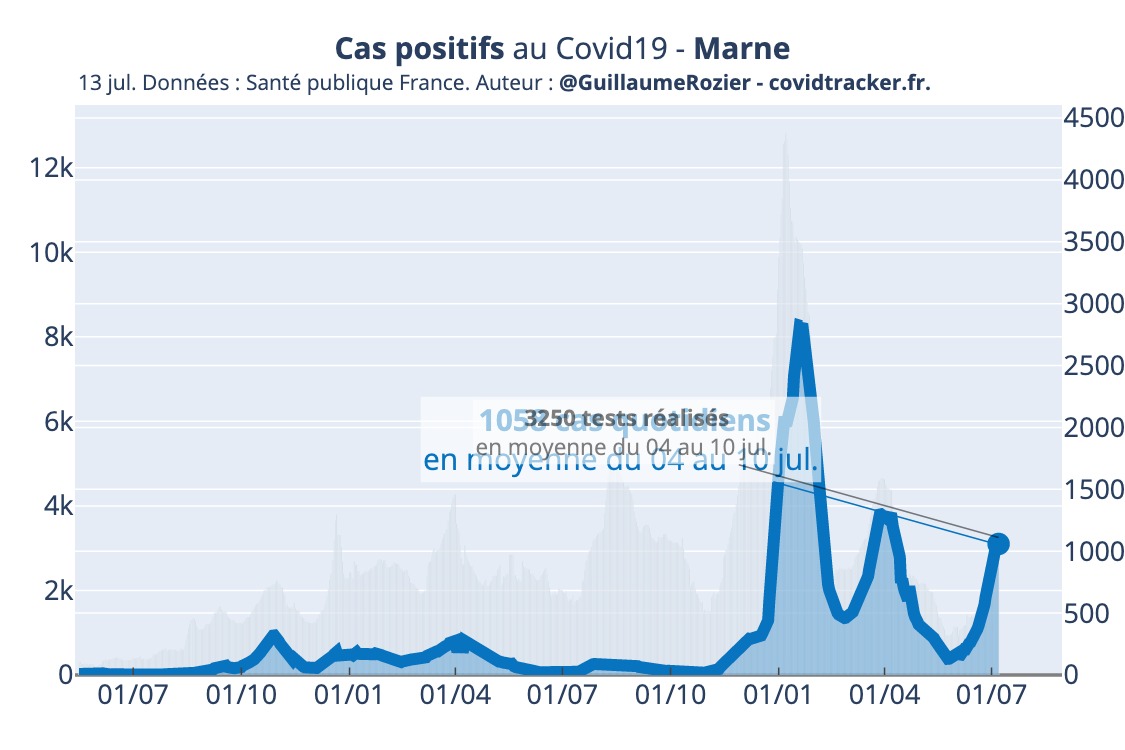 Cas positifs au Covid19 - Marne
13 jul. Données : Santé publique France. Auteur : @GuillaumeRozier - covidtracker.fr.
4500
12k
4000
3500
10k
3000
8k
2500
1058 cas quotidiens
3250 tests réalisés
6k
2000
en moyenne du 04 au 10 jul.
en moyenne du 04 au 10 jul.
4k
1500
1000
2k
500
0
0
01/07 01/10 01/01 01/04 01/07 01/10 01/01 01/04 01/07